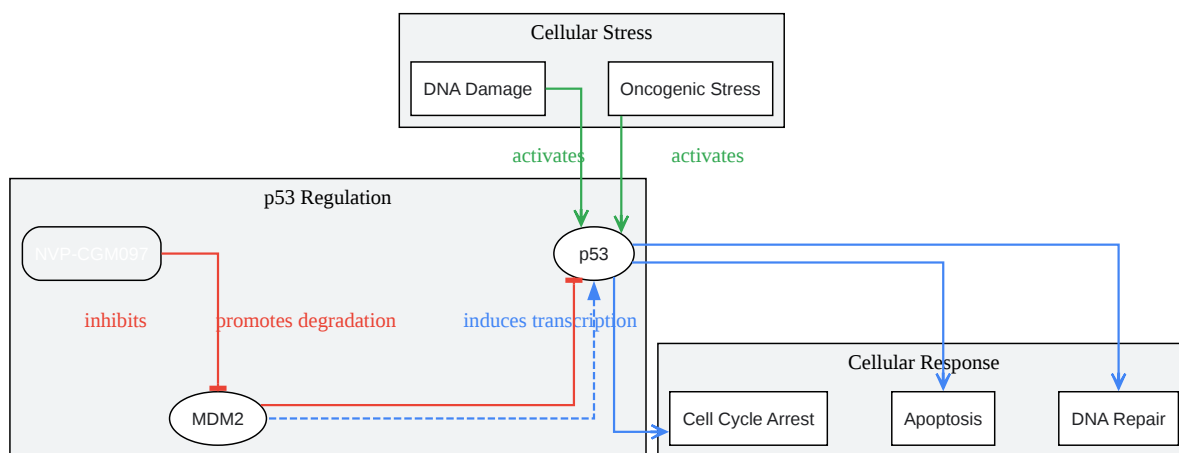 Cellular Stress
DNA Damage
Oncogenic Stress
activates
activates
p53 Regulation
NVP-CGM097
p53
inhibits
promotes degradation
induces transcription
MDM2
Cellular Response
Cell Cycle Arrest
Apoptosis
DNA Repair